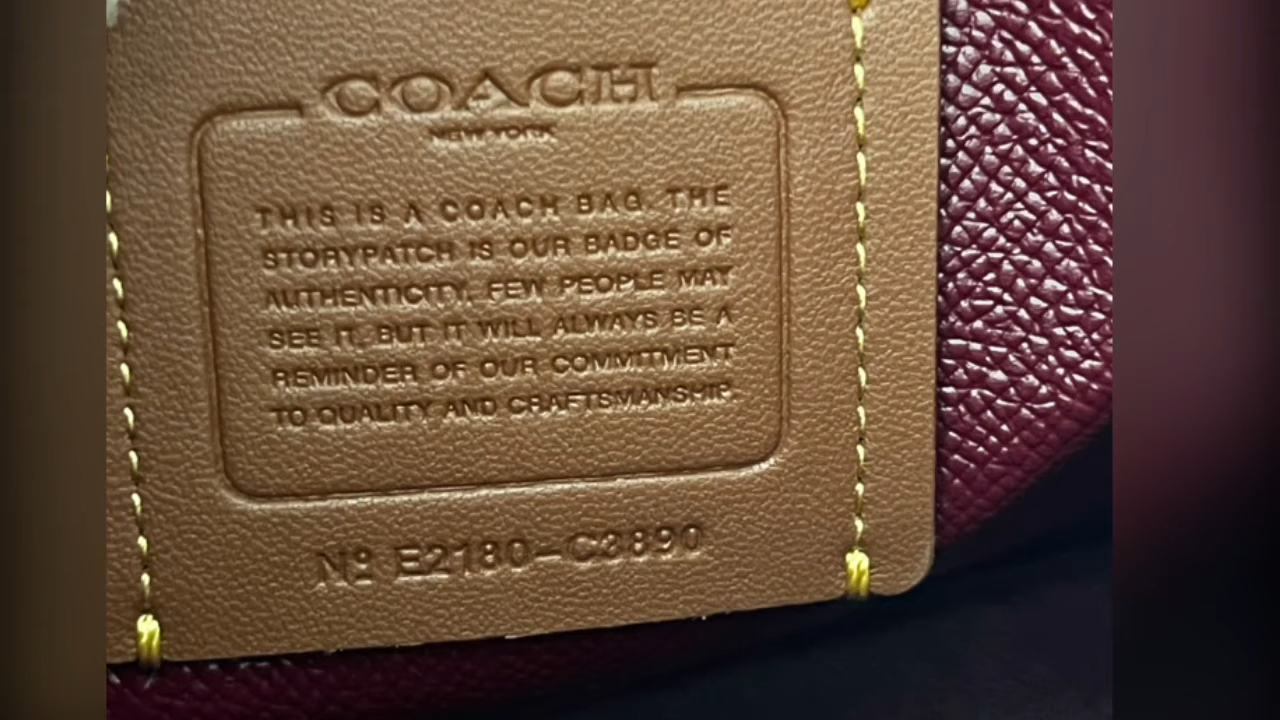 COACH
NEW YORK
THIS IS A COACH BAG. THE
STORYPATCH IS OUR BADGE OF
AUTHENTICITY. FEW PEOPLE MAY
SEE IT, BUT IT WILL ALWAYS BE A
REMINDER OF OUR COMMITMENT
TO QUALITY AND CRAFTSMANSHIP.
Nº E2180-C3890